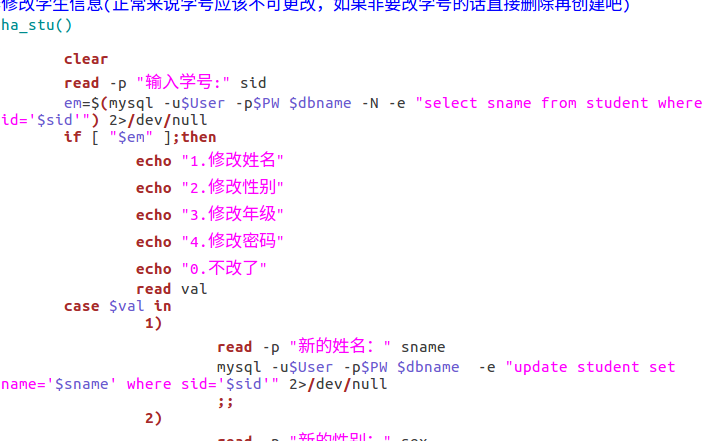 修改学生信息(正常来说学号应该不可更改，如果非要改学号的话直接删除再创建吧)
ha_stu()
clear
read -p "输入学号:" sid
em=$(mysql -u$User -p$PW $dbname -N -e "select sname from student where
id='$sid'") 2>/dev/null
if [ "$em" ];then
echo "1.修改姓名"
echo "2.修改性别"
echo "3.修改年级"
echo "4.修改密码"
echo "0.不改了"
read val
case $val in
1)
read -p "新的姓名：" sname
mysql -u$User -p$PW $dbname  -e "update student set
name='$sname' where sid='$sid'" 2>/dev/null
;;
2)
read -p "新的性别：" sex